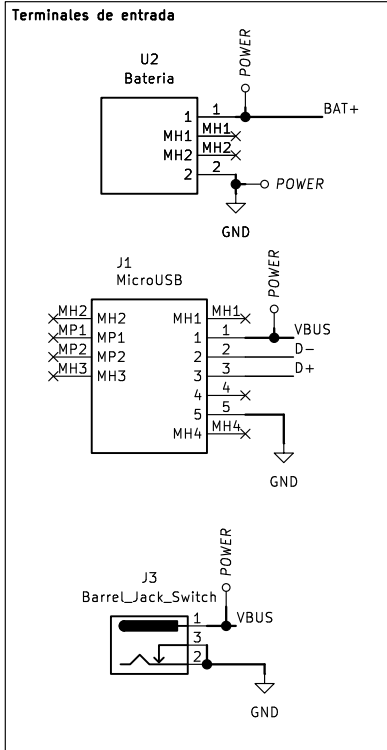 Terminales de entrada
U2
Bateria
POWER
1 1 BAT+
MH1 MH1
MH2 MH2
2 2
POWER
GND
J1
MicroUSB
POWER
MH2 MH2 MH1 MH1
MP1 MP1 1 1 VBUS
MP2 MP2 2 2 D-
MH3 MH3 3 3 D+
4 4
5 5
MH4 MH4
GND
POWER
J3
Barrel_Jack_Switch
1 VBUS
3
2
GND